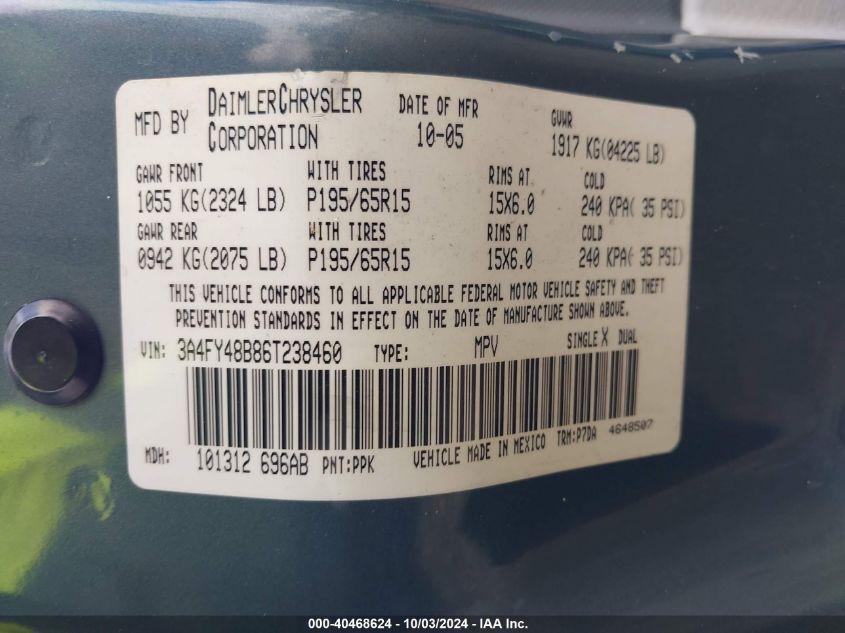 MFD BY DAIMLERCHRYSLER CORPORATION DATE OF MFR 10-05 GVWR 1917 KG(04225 LB)
GAWR FRONT WITH TIRES RIMS AT COLD
1055 KG(2324 LB) P195/65R15 15X6.0 240 KPA( 35 PSI)
GAWR REAR WITH TIRES RIMS AT COLD
0942 KG(2075 LB) P195/65R15 15X6.0 240 KPA( 35 PSI)
THIS VEHICLE CONFORMS TO ALL APPLICABLE FEDERAL MOTOR VEHICLE SAFETY AND THEFT
PREVENTION STANDARDS IN EFFECT ON THE DATE OF MANUFACTURE SHOWN ABOVE.
VIN: 3A4FY48B86T238460 TYPE: MPV SINGLE X DUAL
MDH: 101312 696AB PNT:PPK VEHICLE MADE IN MEXICO TRM:P7DA 4648507
000-40468624 - 10/03/2024 - IAA Inc.